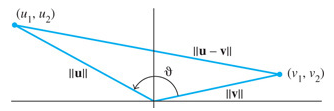 (u₁, u₂)
||u – v||
ϑ
(v₁, v₂)
||u||
||v||